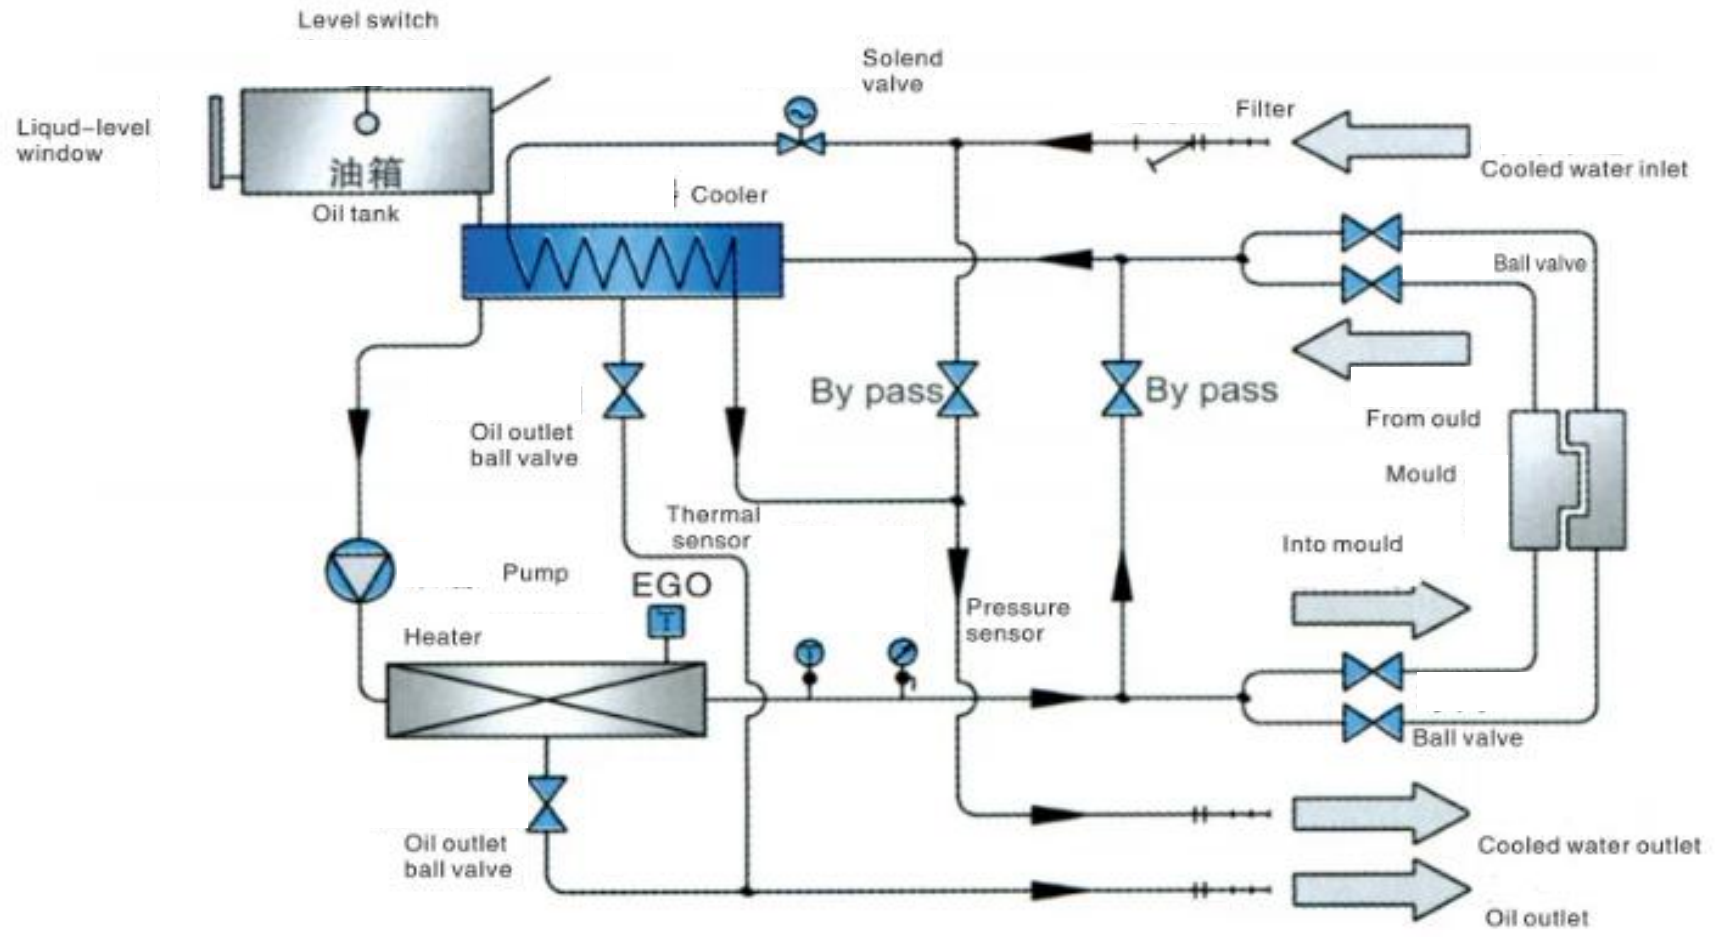 Level switch
Solend
valve
Filter
Liqud-level
window
油箱
Oil tank
Cooler
Cooled water inlet
Ball valve
By pass
By pass
From ould
Oil outlet
ball valve
Mould
Thermal
sensor
Into mould
Pump
EGO
T
Pressure
sensor
Heater
T
Ball valve
Oil outlet
ball valve
Cooled water outlet
Oil outlet